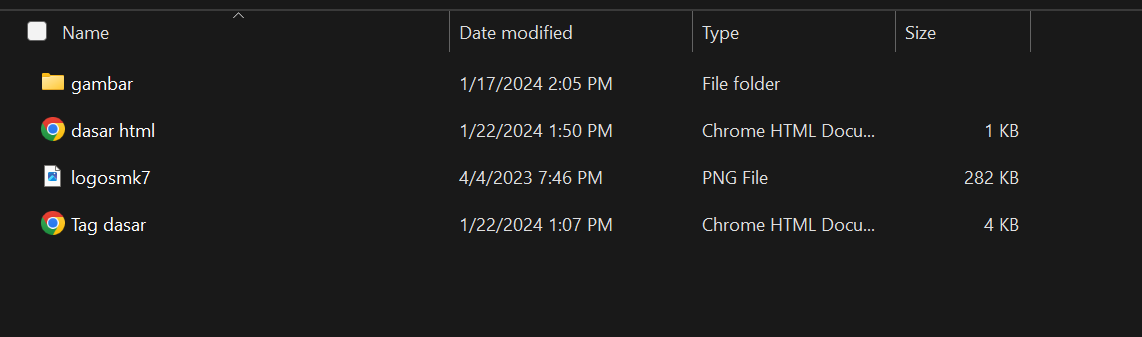 Name Date modified Type Size
gambar 1/17/2024 2:05 PM File folder
dasar html 1/22/2024 1:50 PM Chrome HTML Docu... 1 KB
logosmk7 4/4/2023 7:46 PM PNG File 282 KB
Tag dasar 1/22/2024 1:07 PM Chrome HTML Docu... 4 KB